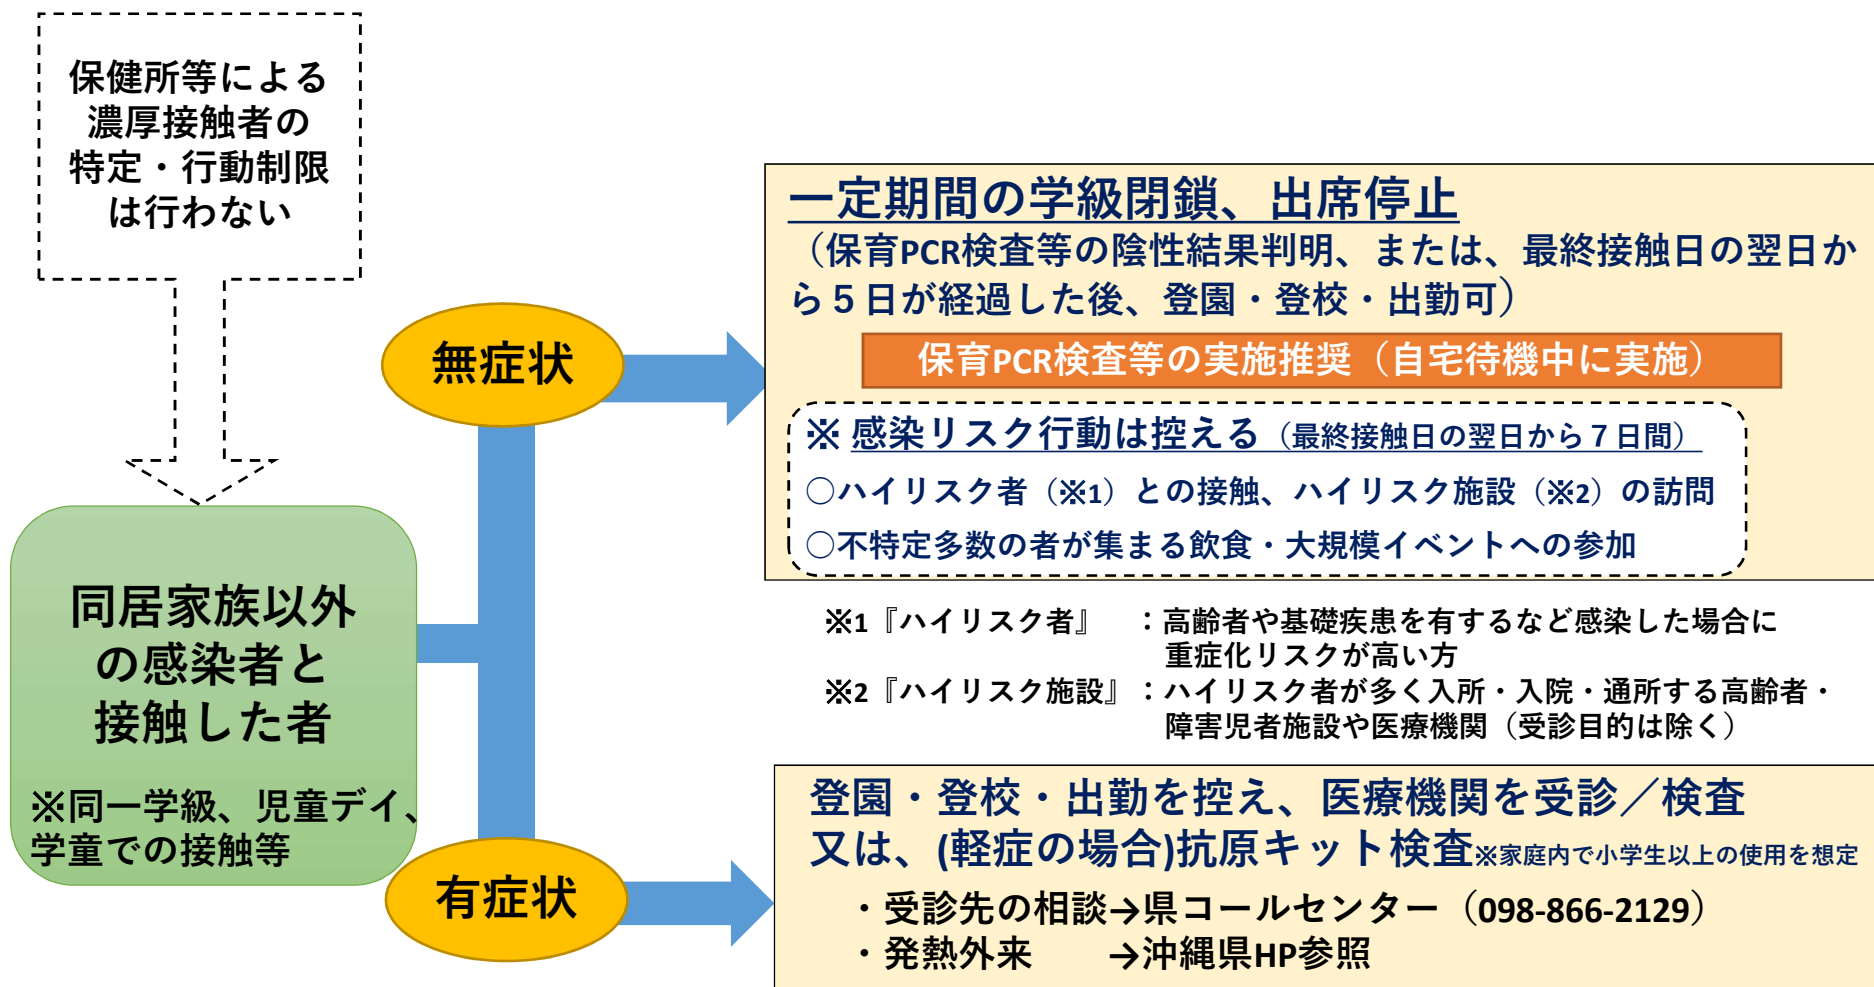 保健所等による
濃厚接触者の
特定・行動制限
は行わない
同居家族以外
の感染者と
接触した者
※同一学級、児童デイ、
学童での接触等
無症状
一定期間の学級閉鎖、出席停止
（保育PCR検査等の陰性結果判明、または、最終接触日の翌日か
ら５日が経過した後、登園・登校・出勤可）
保育PCR検査等の実施推奨（自宅待機中に実施）
※ 感染リスク行動は控える（最終接触日の翌日から７日間）
○ハイリスク者（※1）との接触、ハイリスク施設（※2）の訪問
○不特定多数の者が集まる飲食・大規模イベントへの参加
※1『ハイリスク者』　：高齢者や基礎疾患を有するなど感染した場合に
重症化リスクが高い方
※2『ハイリスク施設』：ハイリスク者が多く入所・入院・通所する高齢者・
障害児者施設や医療機関（受診目的は除く）
有症状
登園・登校・出勤を控え、医療機関を受診／検査
又は、(軽症の場合)抗原キット検査※家庭内で小学生以上の使用を想定
・受診先の相談→県コールセンター（098-866-2129）
・発熱外来　　→沖縄県HP参照